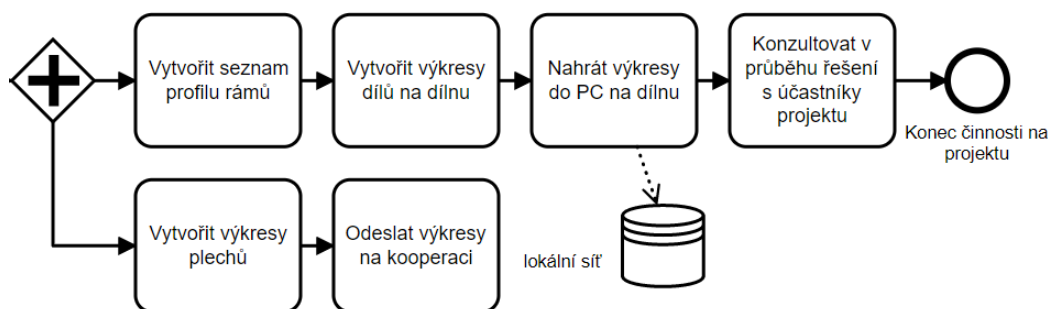 Vytvořit seznam
profilu rámů
Vytvořit výkresy
dílů na dílnu
Nahrát výkresy
do PC na dílnu
Konzultovat v
průběhu řešení
s účastníky
projektu
Konec činnosti na
projektu
Vytvořit výkresy
plechů
Odeslat výkresy
na kooperaci
lokální síť